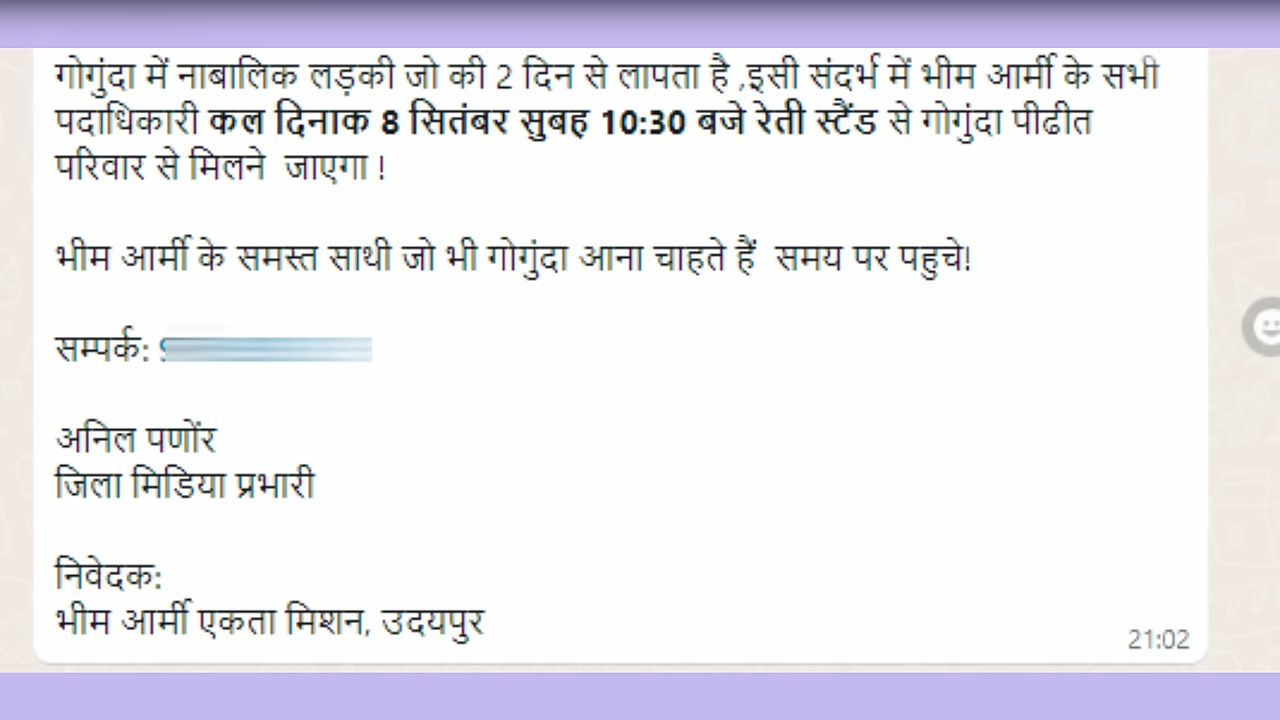 गोगुंदा में नाबालिक लड़की जो की 2 दिन से लापता है ,इसी संदर्भ में भीम आर्मी के सभी
पदाधिकारी कल दिनाक 8 सितंबर सुबह 10:30 बजे रेती स्टैंड से गोगुंदा पीढीत
परिवार से मिलने  जाएगा !
भीम आर्मी के समस्त साथी जो भी गोगुंदा आना चाहते हैं  समय पर पहुचे!
सम्पर्क:
अनिल पर्णोर
जिला मिडिया प्रभारी
निवेदक:
भीम आर्मी एकता मिशन, उदयपुर
21:02